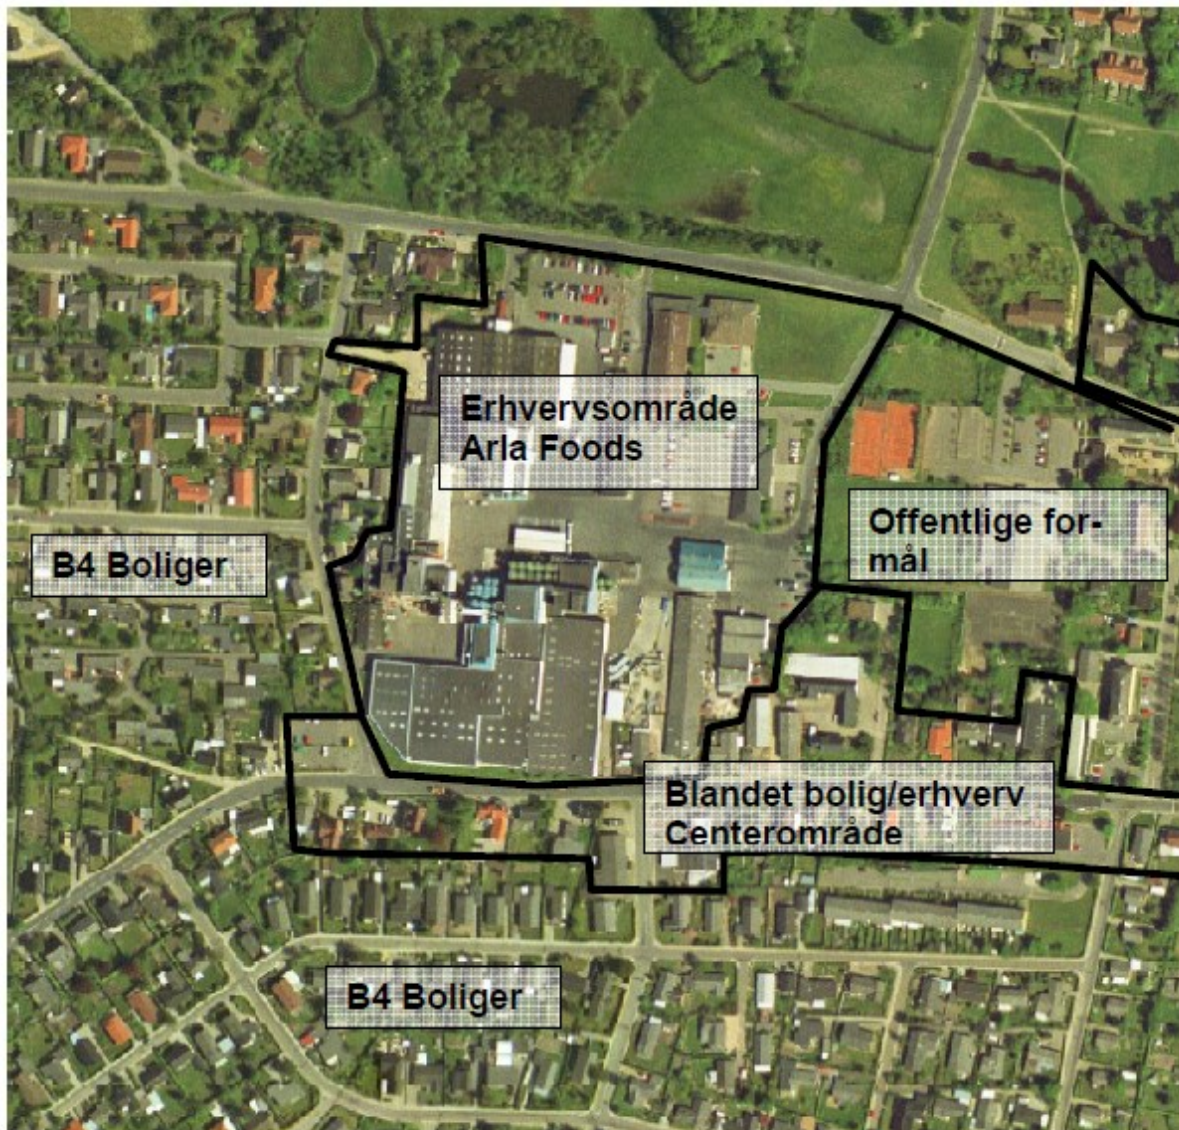 Erhvervsområde
Arla Foods
Offentlige for-
mål
B4 Boliger
Blandet bolig/erhverv
Centerområde
B4 Boliger